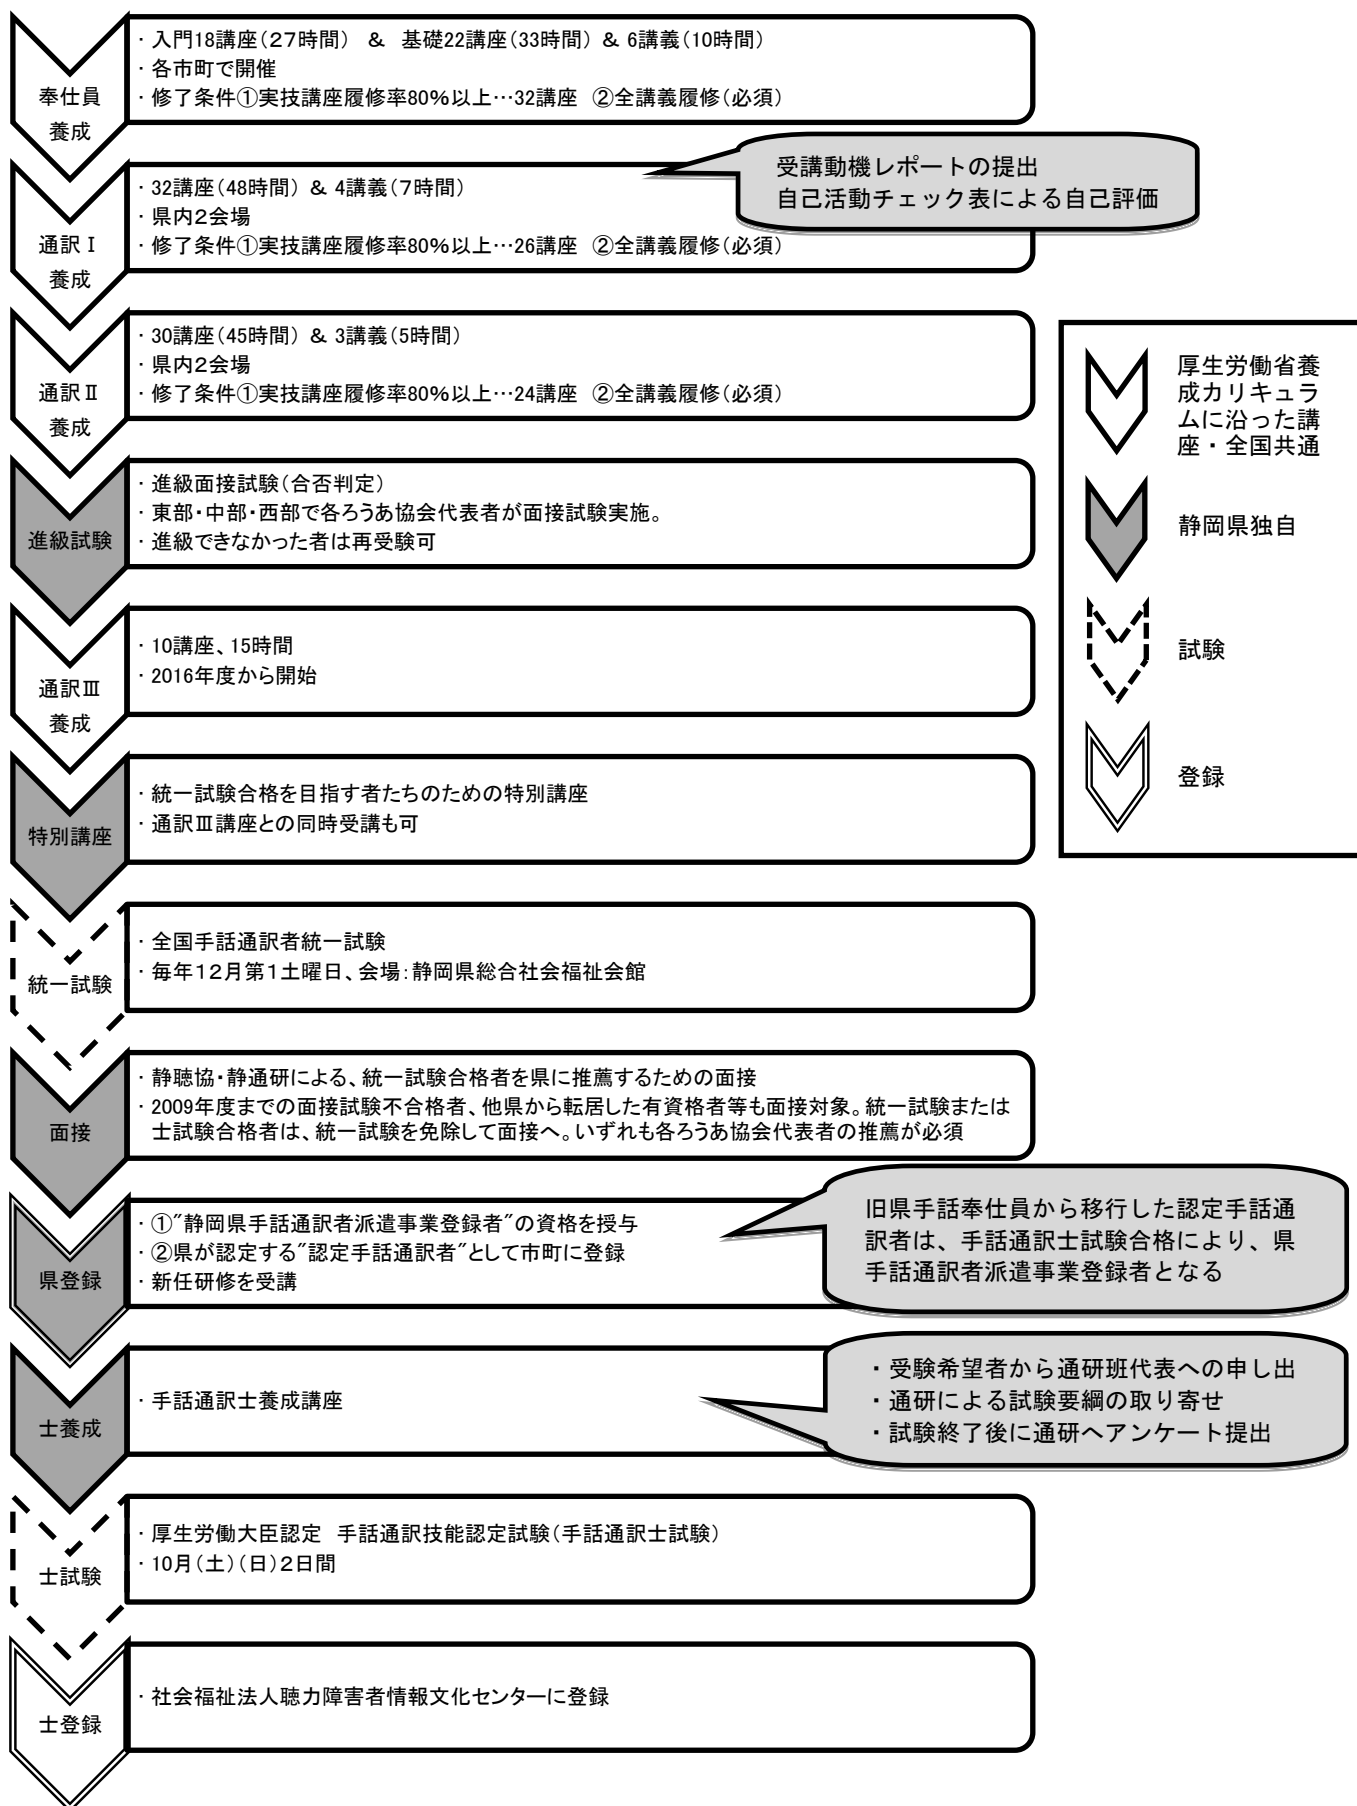 奉仕員
養成
・入門18講座（27時間） & 基礎22講座（33時間） & 6講義（10時間）
・各市町で開催
・修了条件①実技講座履修率80％以上…32講座 ②全講義履修（必須）
受講動機レポートの提出
自己活動チェック表による自己評価
通訳Ⅰ
養成
・32講座（48時間） & 4講義（7時間）
・県内2会場
・修了条件①実技講座履修率80％以上…26講座 ②全講義履修（必須）
通訳Ⅱ
養成
・30講座（45時間） & 3講義（5時間）
・県内2会場
・修了条件①実技講座履修率80％以上…24講座 ②全講義履修（必須）
厚生労働省養
成カリキュラ
ムに沿った講
座・全国共通
静岡県独自
試験
登録
進級試験
・進級面接試験（合否判定）
・東部・中部・西部で各ろうあ協会代表者が面接試験実施。
・進級できなかった者は再受験可
通訳Ⅲ
養成
・10講座、15時間
・2016年度から開始
特別講座
・統一試験合格を目指す者たちのための特別講座
・通訳Ⅲ講座との同時受講も可
統一試験
・全国手話通訳者統一試験
・毎年12月第1土曜日、会場：静岡県総合社会福祉会館
面接
・静聴協・静通研による、統一試験合格者を県に推薦するための面接
・2009年度までの面接試験不合格者、他県から転居した有資格者等も面接対象。統一試験または
士試験合格者は、統一試験を免除して面接へ。いずれも各ろうあ協会代表者の推薦が必須
県登録
・①”静岡県手話通訳者派遣事業登録者”の資格を授与
・②県が認定する”認定手話通訳者”として市町に登録
・新任研修を受講
旧県手話奉仕員から移行した認定手話通
訳者は、手話通訳士試験合格により、県
手話通訳者派遣事業登録者となる
士養成
・手話通訳士養成講座
・受験希望者から通研班代表への申し出
・通研による試験要綱の取り寄せ
・試験終了後に通研へアンケート提出
士試験
・厚生労働大臣認定 手話通訳技能認定試験（手話通訳士試験）
・10月（土）（日）2日間
士登録
・社会福祉法人聴力障害者情報文化センターに登録